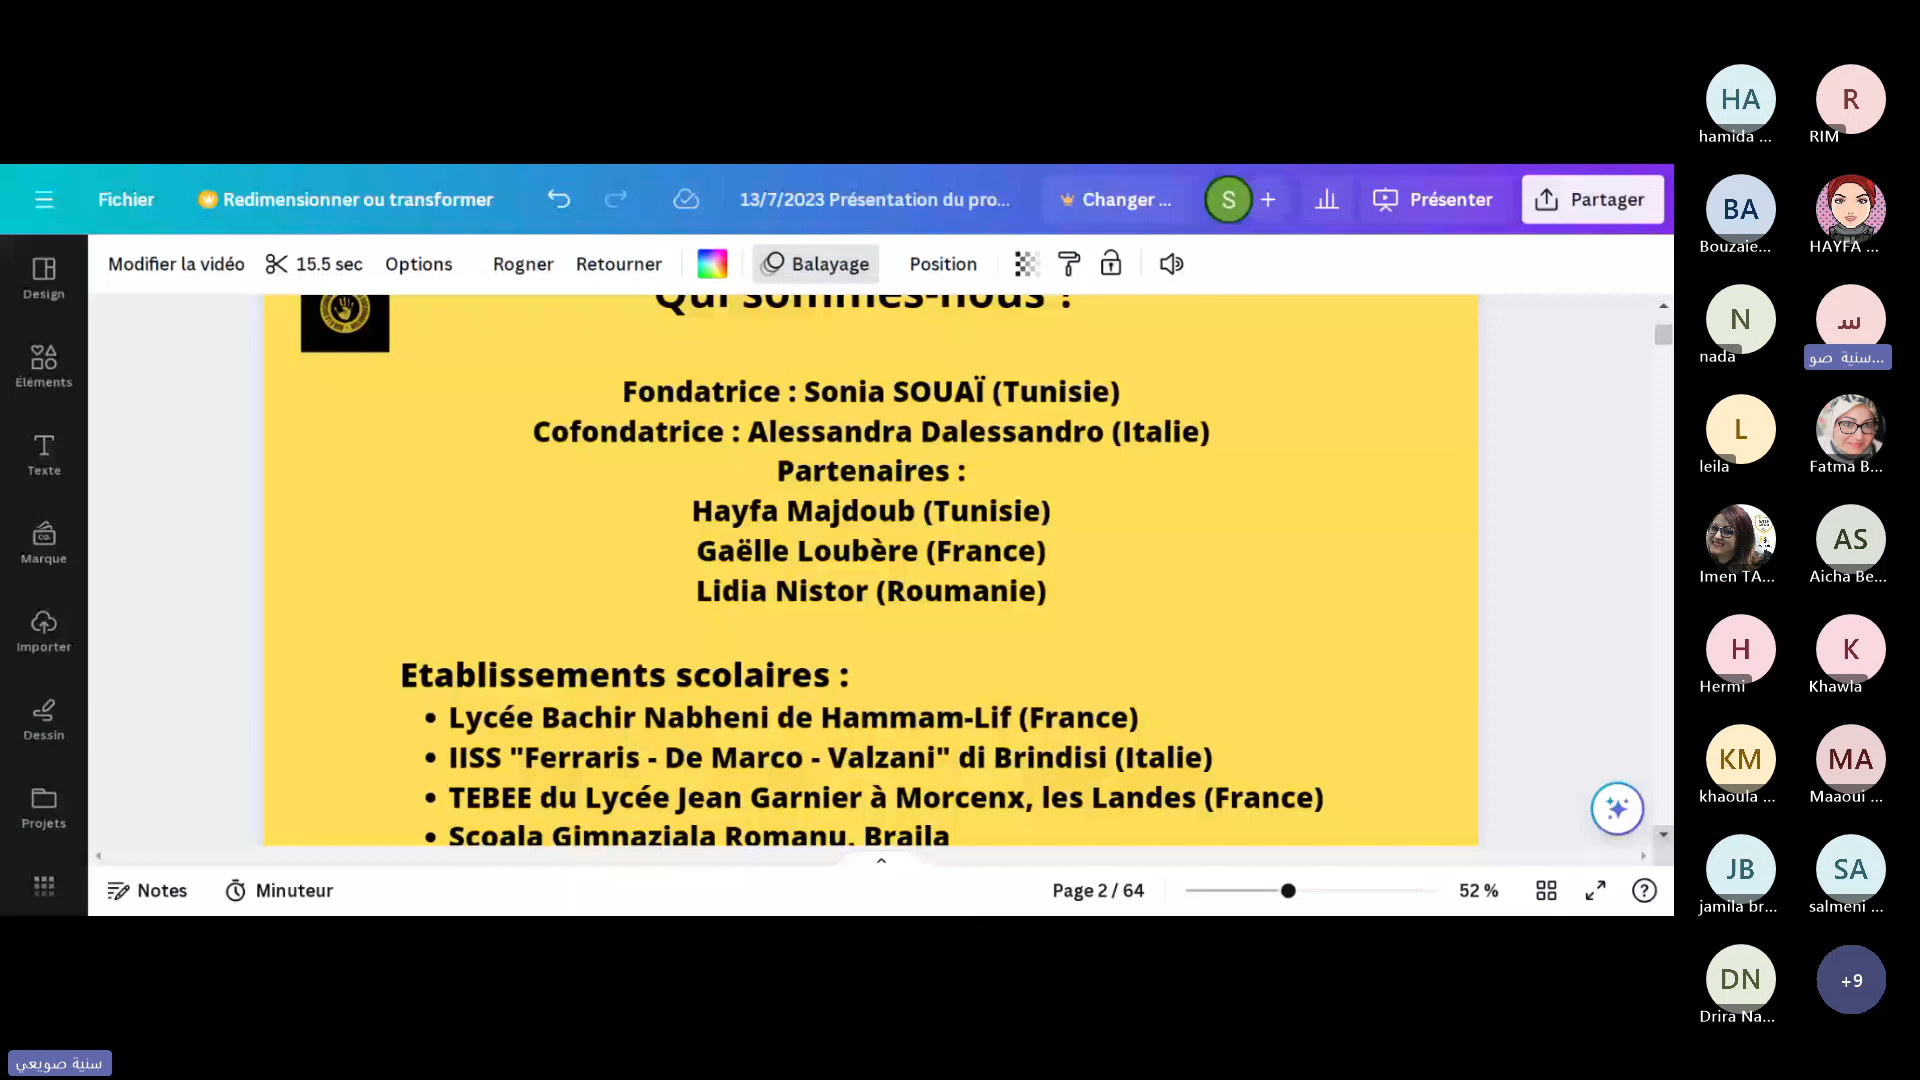 Fichier
Redimensionner ou transformer
13/7/2023 Présentation du pro...
Changer ...
S
Présenter
Partager
Modifier la vidéo
15.5 sec
Options
Rogner
Retourner
Balayage
Position
Design
Éléments
Texte
Marque
Importer
Dessin
Projets
Qui sommes-nous ?
Fondatrice : Sonia SOUAÏ (Tunisie)
Cofondatrice : Alessandra Dalessandro (Italie)
Partenaires :
Hayfa Majdoub (Tunisie)
Gaëlle Loubère (France)
Lidia Nistor (Roumanie)
Etablissements scolaires :
• Lycée Bachir Nabheni de Hammam-Lif (France)
• IISS "Ferraris - De Marco - Valzani" di Brindisi (Italie)
• TEBEE du Lycée Jean Garnier à Morcenx, les Landes (France)
• Scoala Gimnaziala Romanu, Braila
Notes
Minuteur
Page 2 / 64
52 %
HA
hamida ...
R
RIM
BA
Bouzaie...
HAYFA ...
N
nada
س
سنية صو...
L
leila
Fatma B...
Imen TA...
AS
Aicha Be...
H
Hermi
K
Khawla
KM
khaoula ...
MA
Maaoui ...
JB
jamila br...
SA
salmeni ...
DN
Drira Na...
+9
سنية صويعي